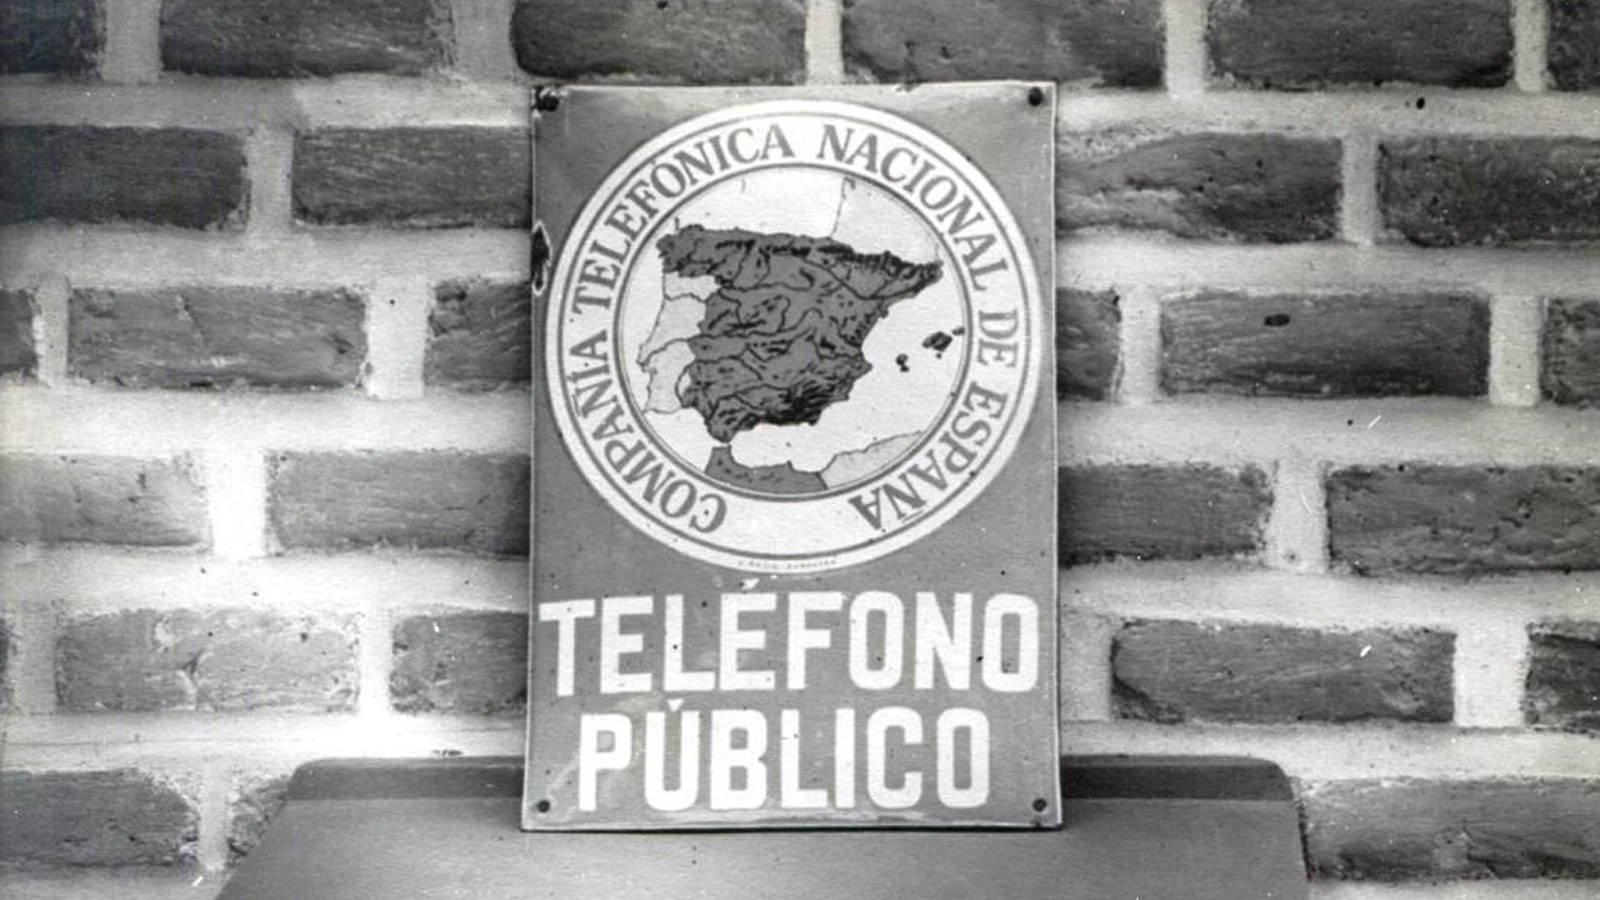 COMPAÑÍA TELEFÓNICA NACIONAL DE ESPAÑA
TELÉFONO
PÚBLICO